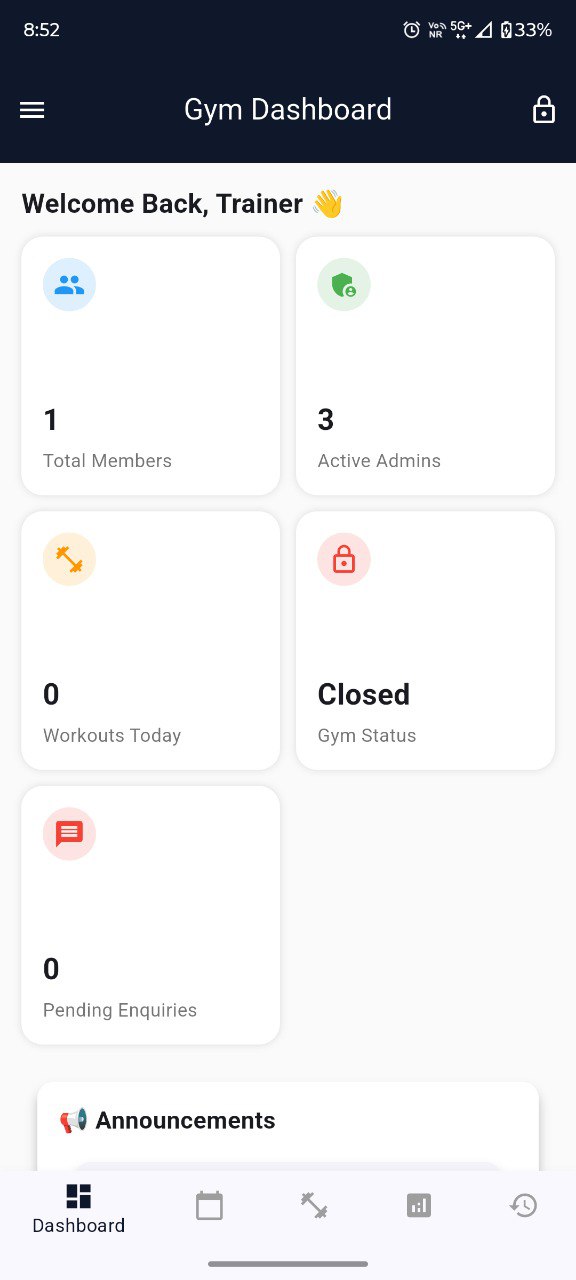 8:52
Vo NR 5G+ 33%
Gym Dashboard
Welcome Back, Trainer 👋
1
Total Members
3
Active Admins
0
Workouts Today
Closed
Gym Status
0
Pending Enquiries
📢 Announcements
Dashboard